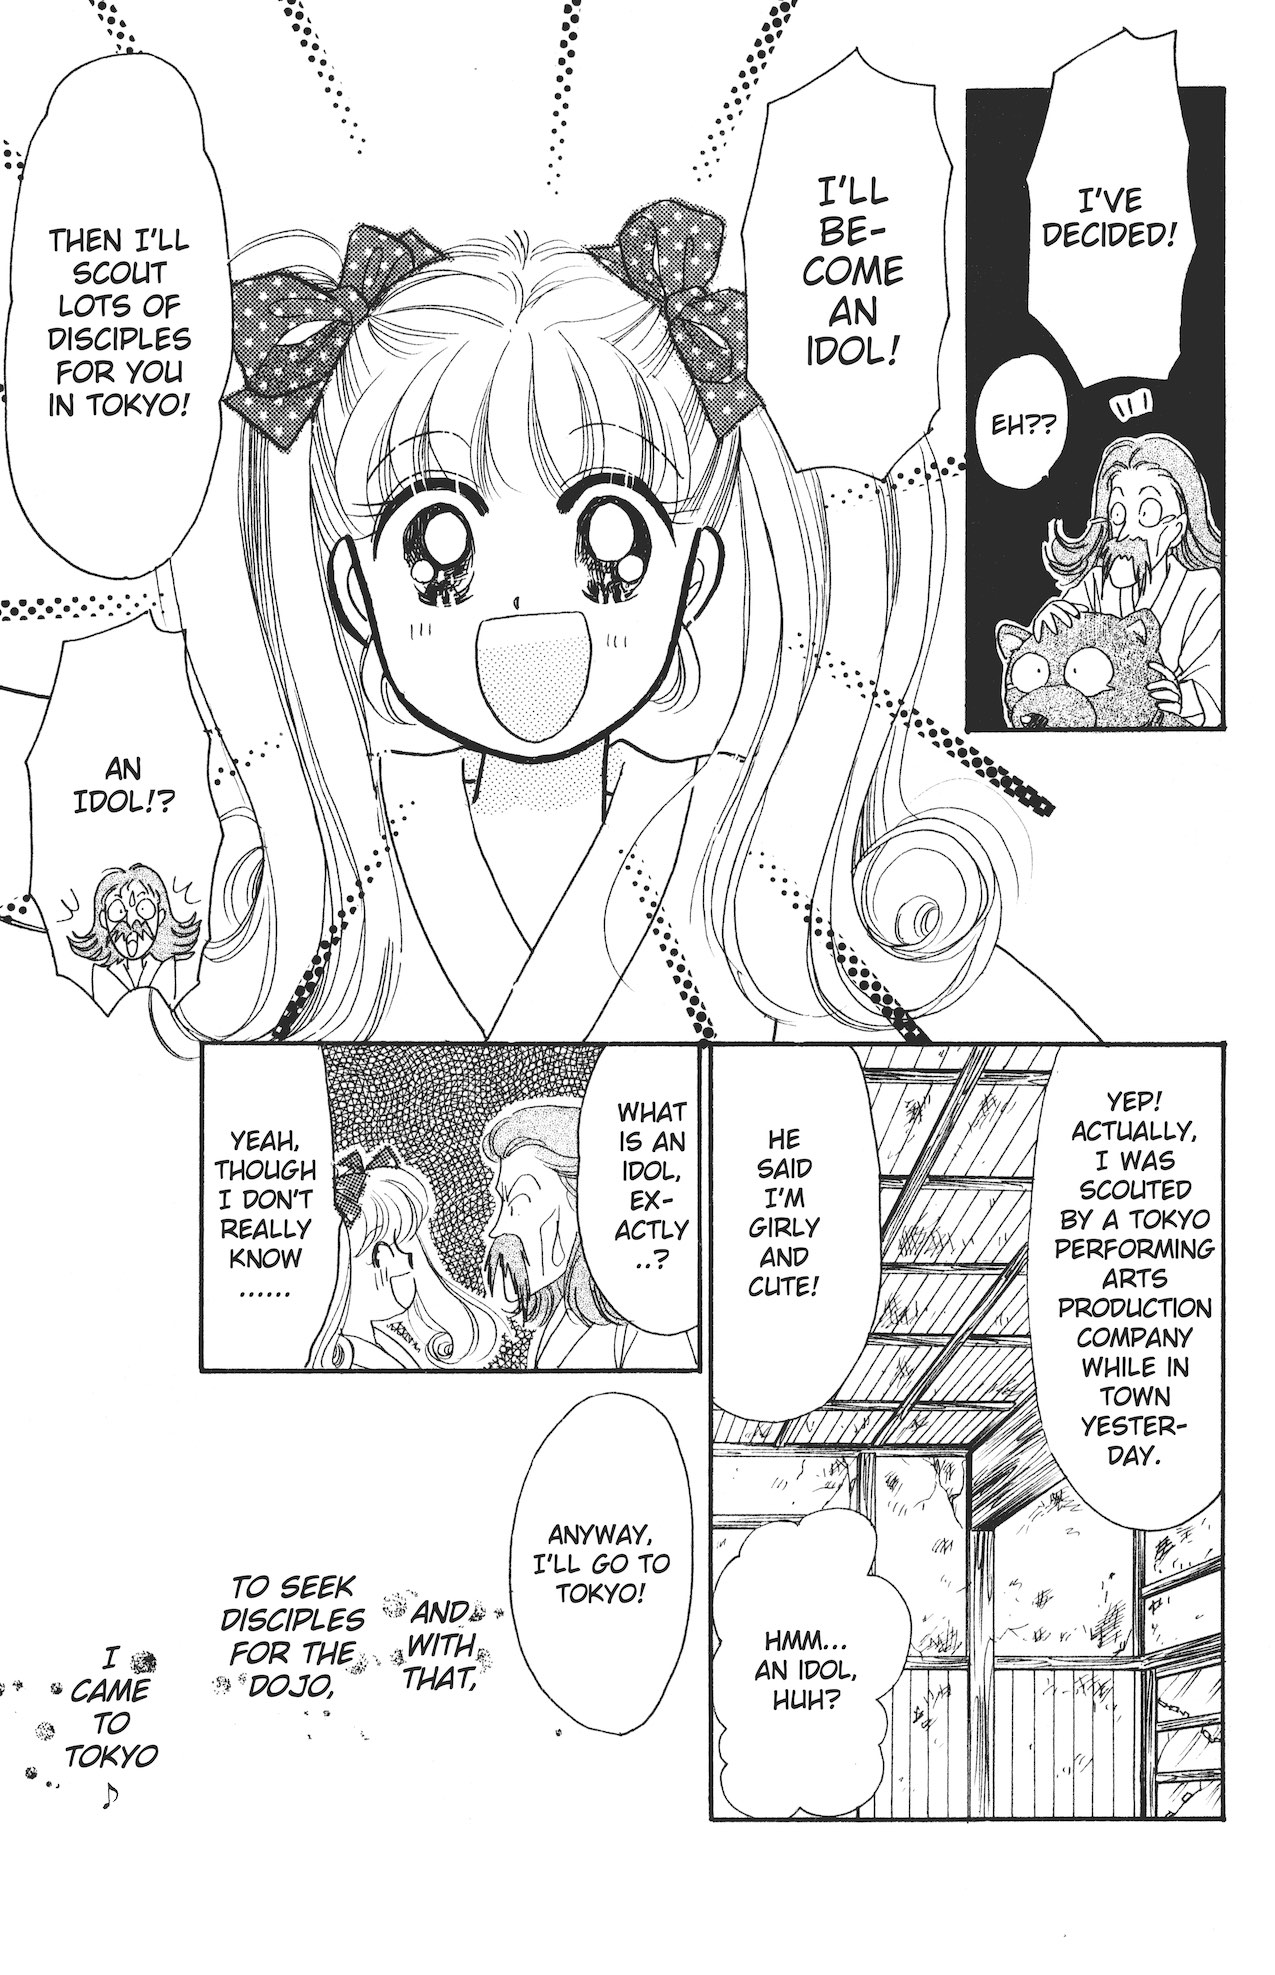 I'VE
DECIDED!
EH??
I'LL
BE-
COME
AN
IDOL!
THEN I'LL
SCOUT
LOTS OF
DISCIPLES
FOR YOU
IN TOKYO!
AN
IDOL!?
YEP!
ACTUALLY,
I WAS
SCOUTED
BY A TOKYO
PERFORMING
ARTS
PRODUCTION
COMPANY
WHILE IN
TOWN
YESTER-
DAY.
HE
SAID
I'M
GIRLY
AND
CUTE!
HMM...
AN IDOL,
HUH?
WHAT
IS AN
IDOL,
EX-
ACTLY
..?
YEAH,
THOUGH
I DON'T
REALLY
KNOW
......
ANYWAY,
I'LL GO TO
TOKYO!
AND
WITH
THAT,
TO SEEK
DISCIPLES
FOR THE
DOJO,
I
CAME
TO
TOKYO
♪